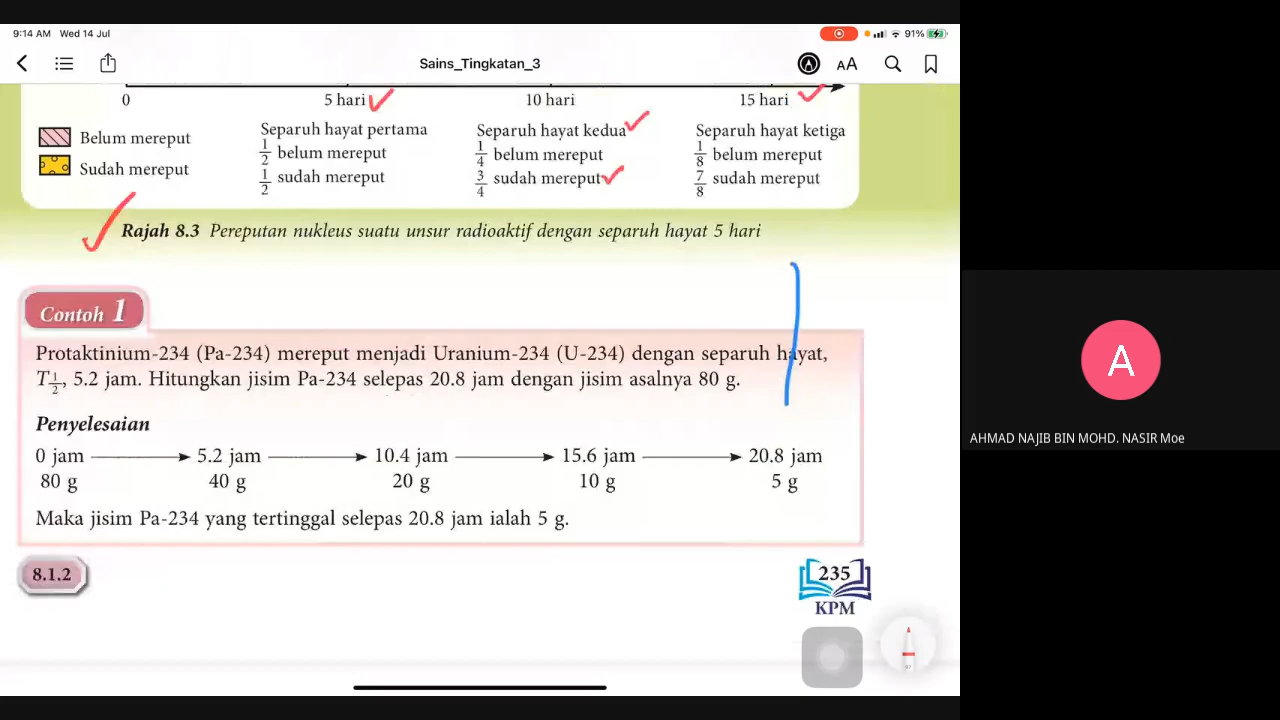 9:14 AM Wed 14 Jul
91%
Sains_Tingkatan_3
AA
0 5 hari 10 hari 15 hari
Belum mereput
Sudah mereput
Separuh hayat pertama
1/2 belum mereput
1/2 sudah mereput
Separuh hayat kedua
1/4 belum mereput
3/4 sudah mereput
Separuh hayat ketiga
1/8 belum mereput
7/8 sudah mereput
Rajah 8.3 Pereputan nukleus suatu unsur radioaktif dengan separuh hayat 5 hari
Contoh 1
Protaktinium-234 (Pa-234) mereput menjadi Uranium-234 (U-234) dengan separuh hayat,
T 1/2, 5.2 jam. Hitungkan jisim Pa-234 selepas 20.8 jam dengan jisim asalnya 80 g.
Penyelesaian
0 jam 5.2 jam 10.4 jam 15.6 jam 20.8 jam
80 g 40 g 20 g 10 g 5 g
Maka jisim Pa-234 yang tertinggal selepas 20.8 jam ialah 5 g.
8.1.2
235
KPM
A
AHMAD NAJIB BIN MOHD. NASIR Moe